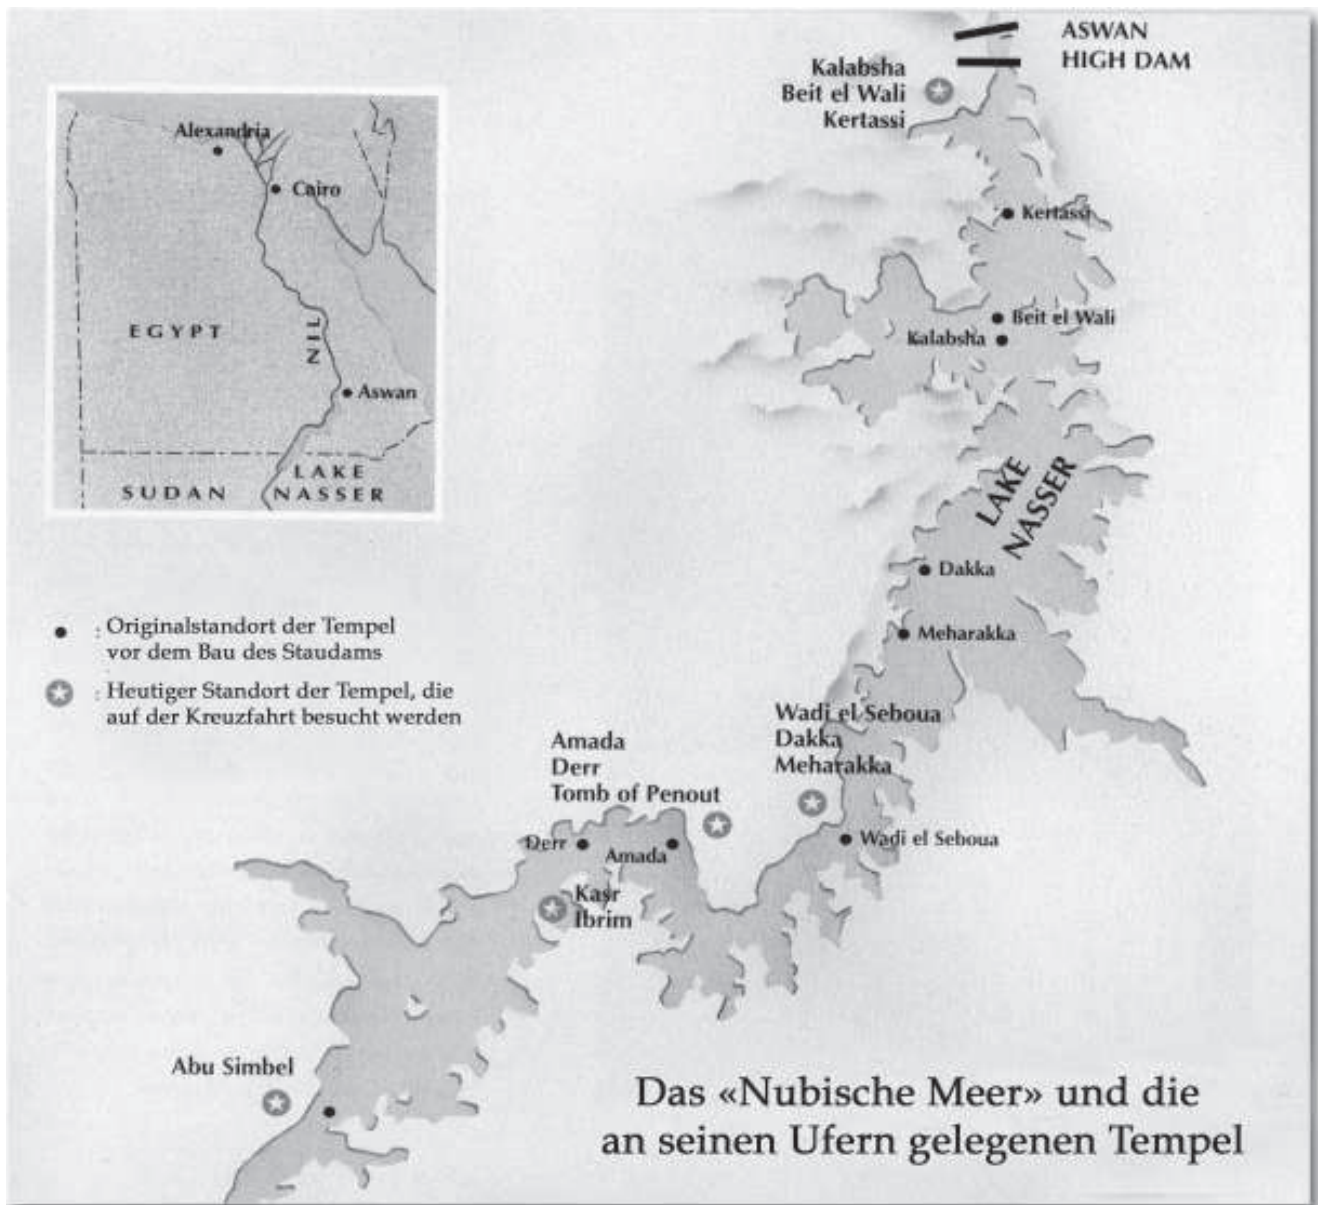 ASWAN
HIGH DAM
Kalabsha
Beit el Wali
Kertassi
Alexandria
Cairo
EGYPT
NIL
Aswan
LAKE
NASSER
SUDAN
Kertassi
Beit el Wali
Kalabsha
LAKE
NASSER
Dakka
Meharakka
: Originalstandort der Tempel
vor dem Bau des Staudams
: Heutiger Standort der Tempel, die
auf der Kreuzfahrt besucht werden
Wadi el Seboua
Dakka
Meharakka
Amada
Derr
Tomb of Penout
Wadi el Seboua
Derr
Amada
Kasr
Ibrim
Abu Simbel
Das «Nubische Meer» und die
an seinen Ufern gelegenen Tempel